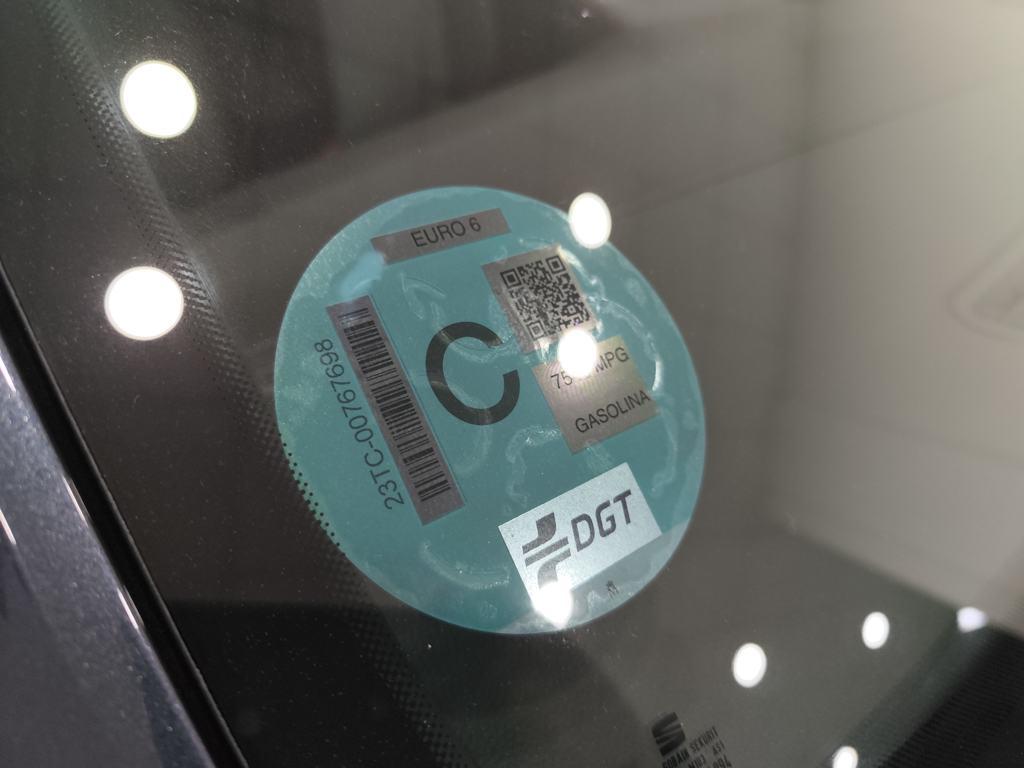 EURO 6
C
23TC-00767698
GASOLINA
DGT